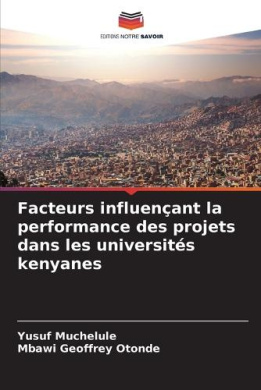 EDITIONS NOTRE SAVOIR
Facteurs influençant la
performance des projets
dans les universités
kenyanes
Yusuf Muchelule
Mbawi Geoffrey Otonde